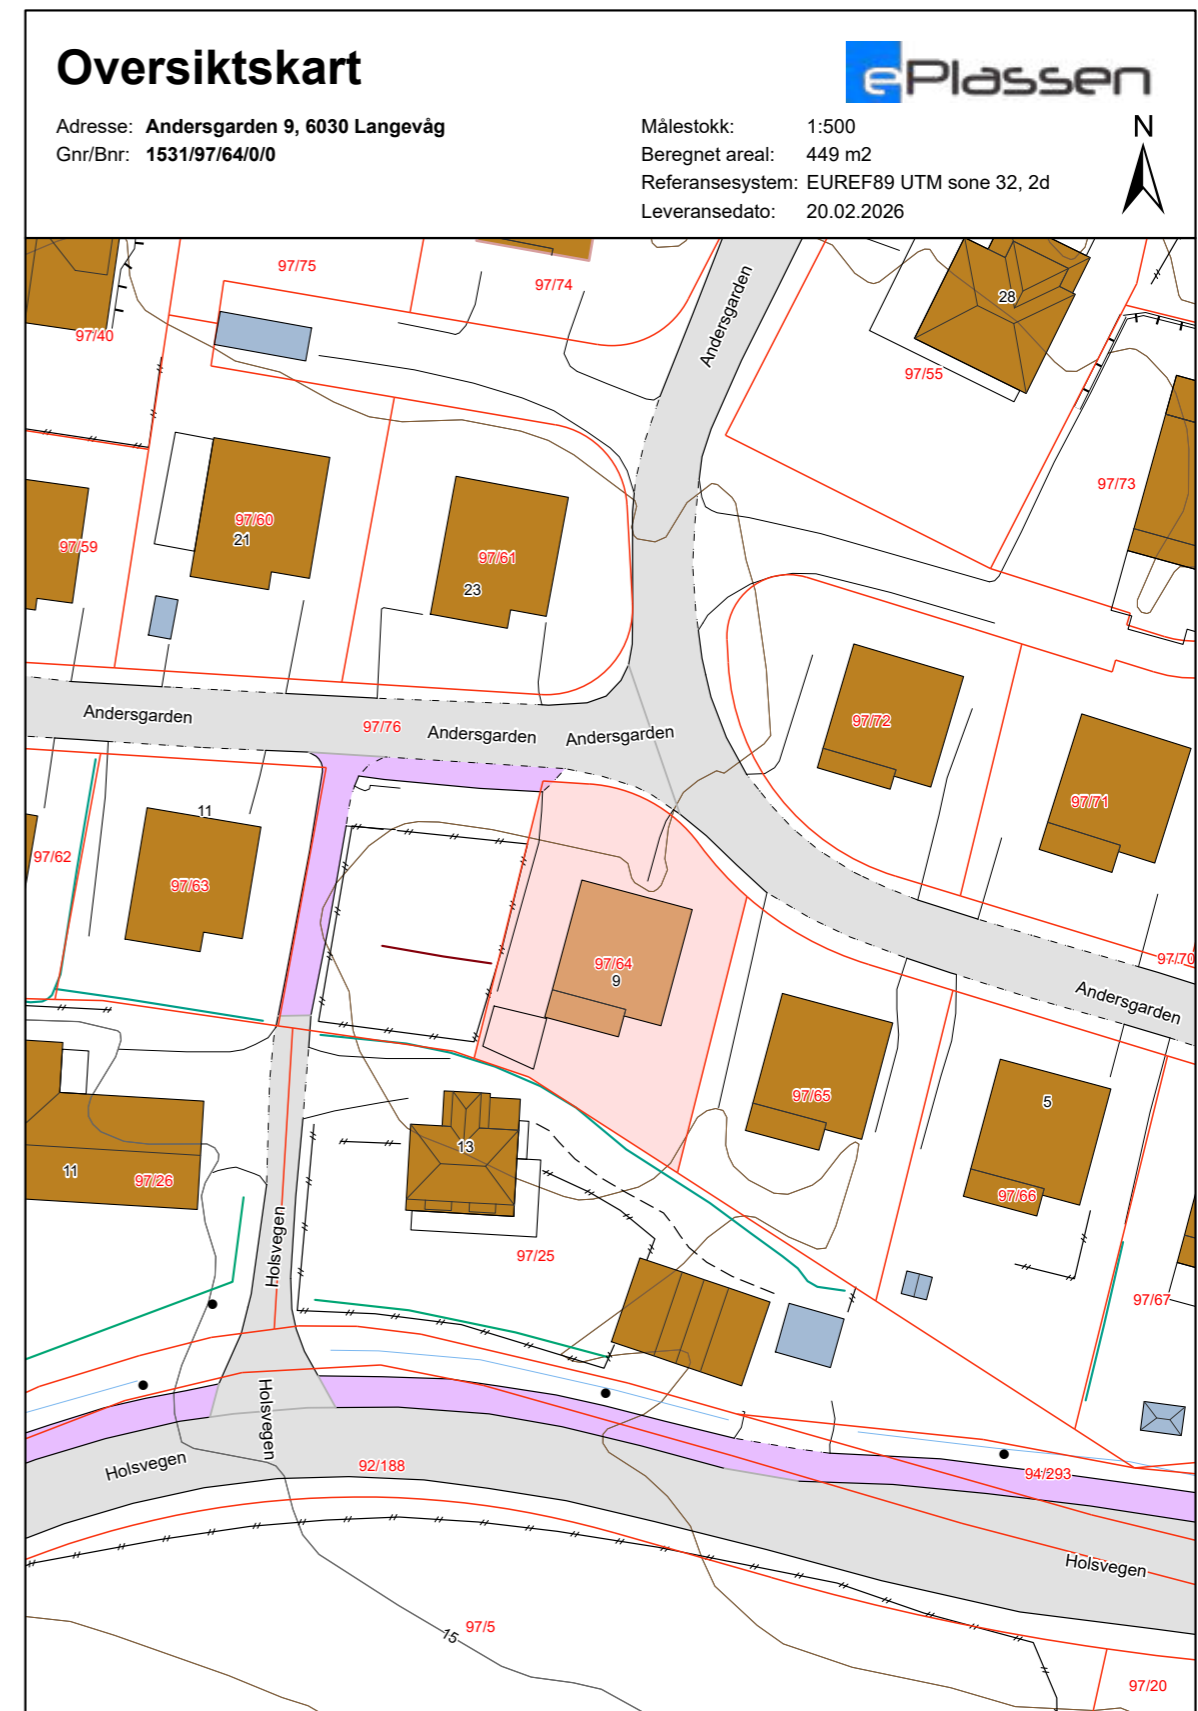 Oversiktskart
ePlassen
Adresse: Andersgarden 9, 6030 Langevåg
Gnr/Bnr: 1531/97/64/0/0
Målestokk: 1:500
Beregnet areal: 449 m2
Referansesystem: EUREF89 UTM sone 32, 2d
Leveransedato: 20.02.2026
N
97/75
97/74
28
97/40
Andersgarden
97/55
97/73
97/60
21
97/59
97/61
23
Andersgarden
97/76
Andersgarden
Andersgarden
97/72
97/71
11
97/62
97/63
97/64
9
97/70
Andersgarden
97/65
5
97/66
13
11
97/26
97/25
Holsvegen
97/67
Holsvegen
Holsvegen
92/188
94/293
Holsvegen
97/5
15
97/20